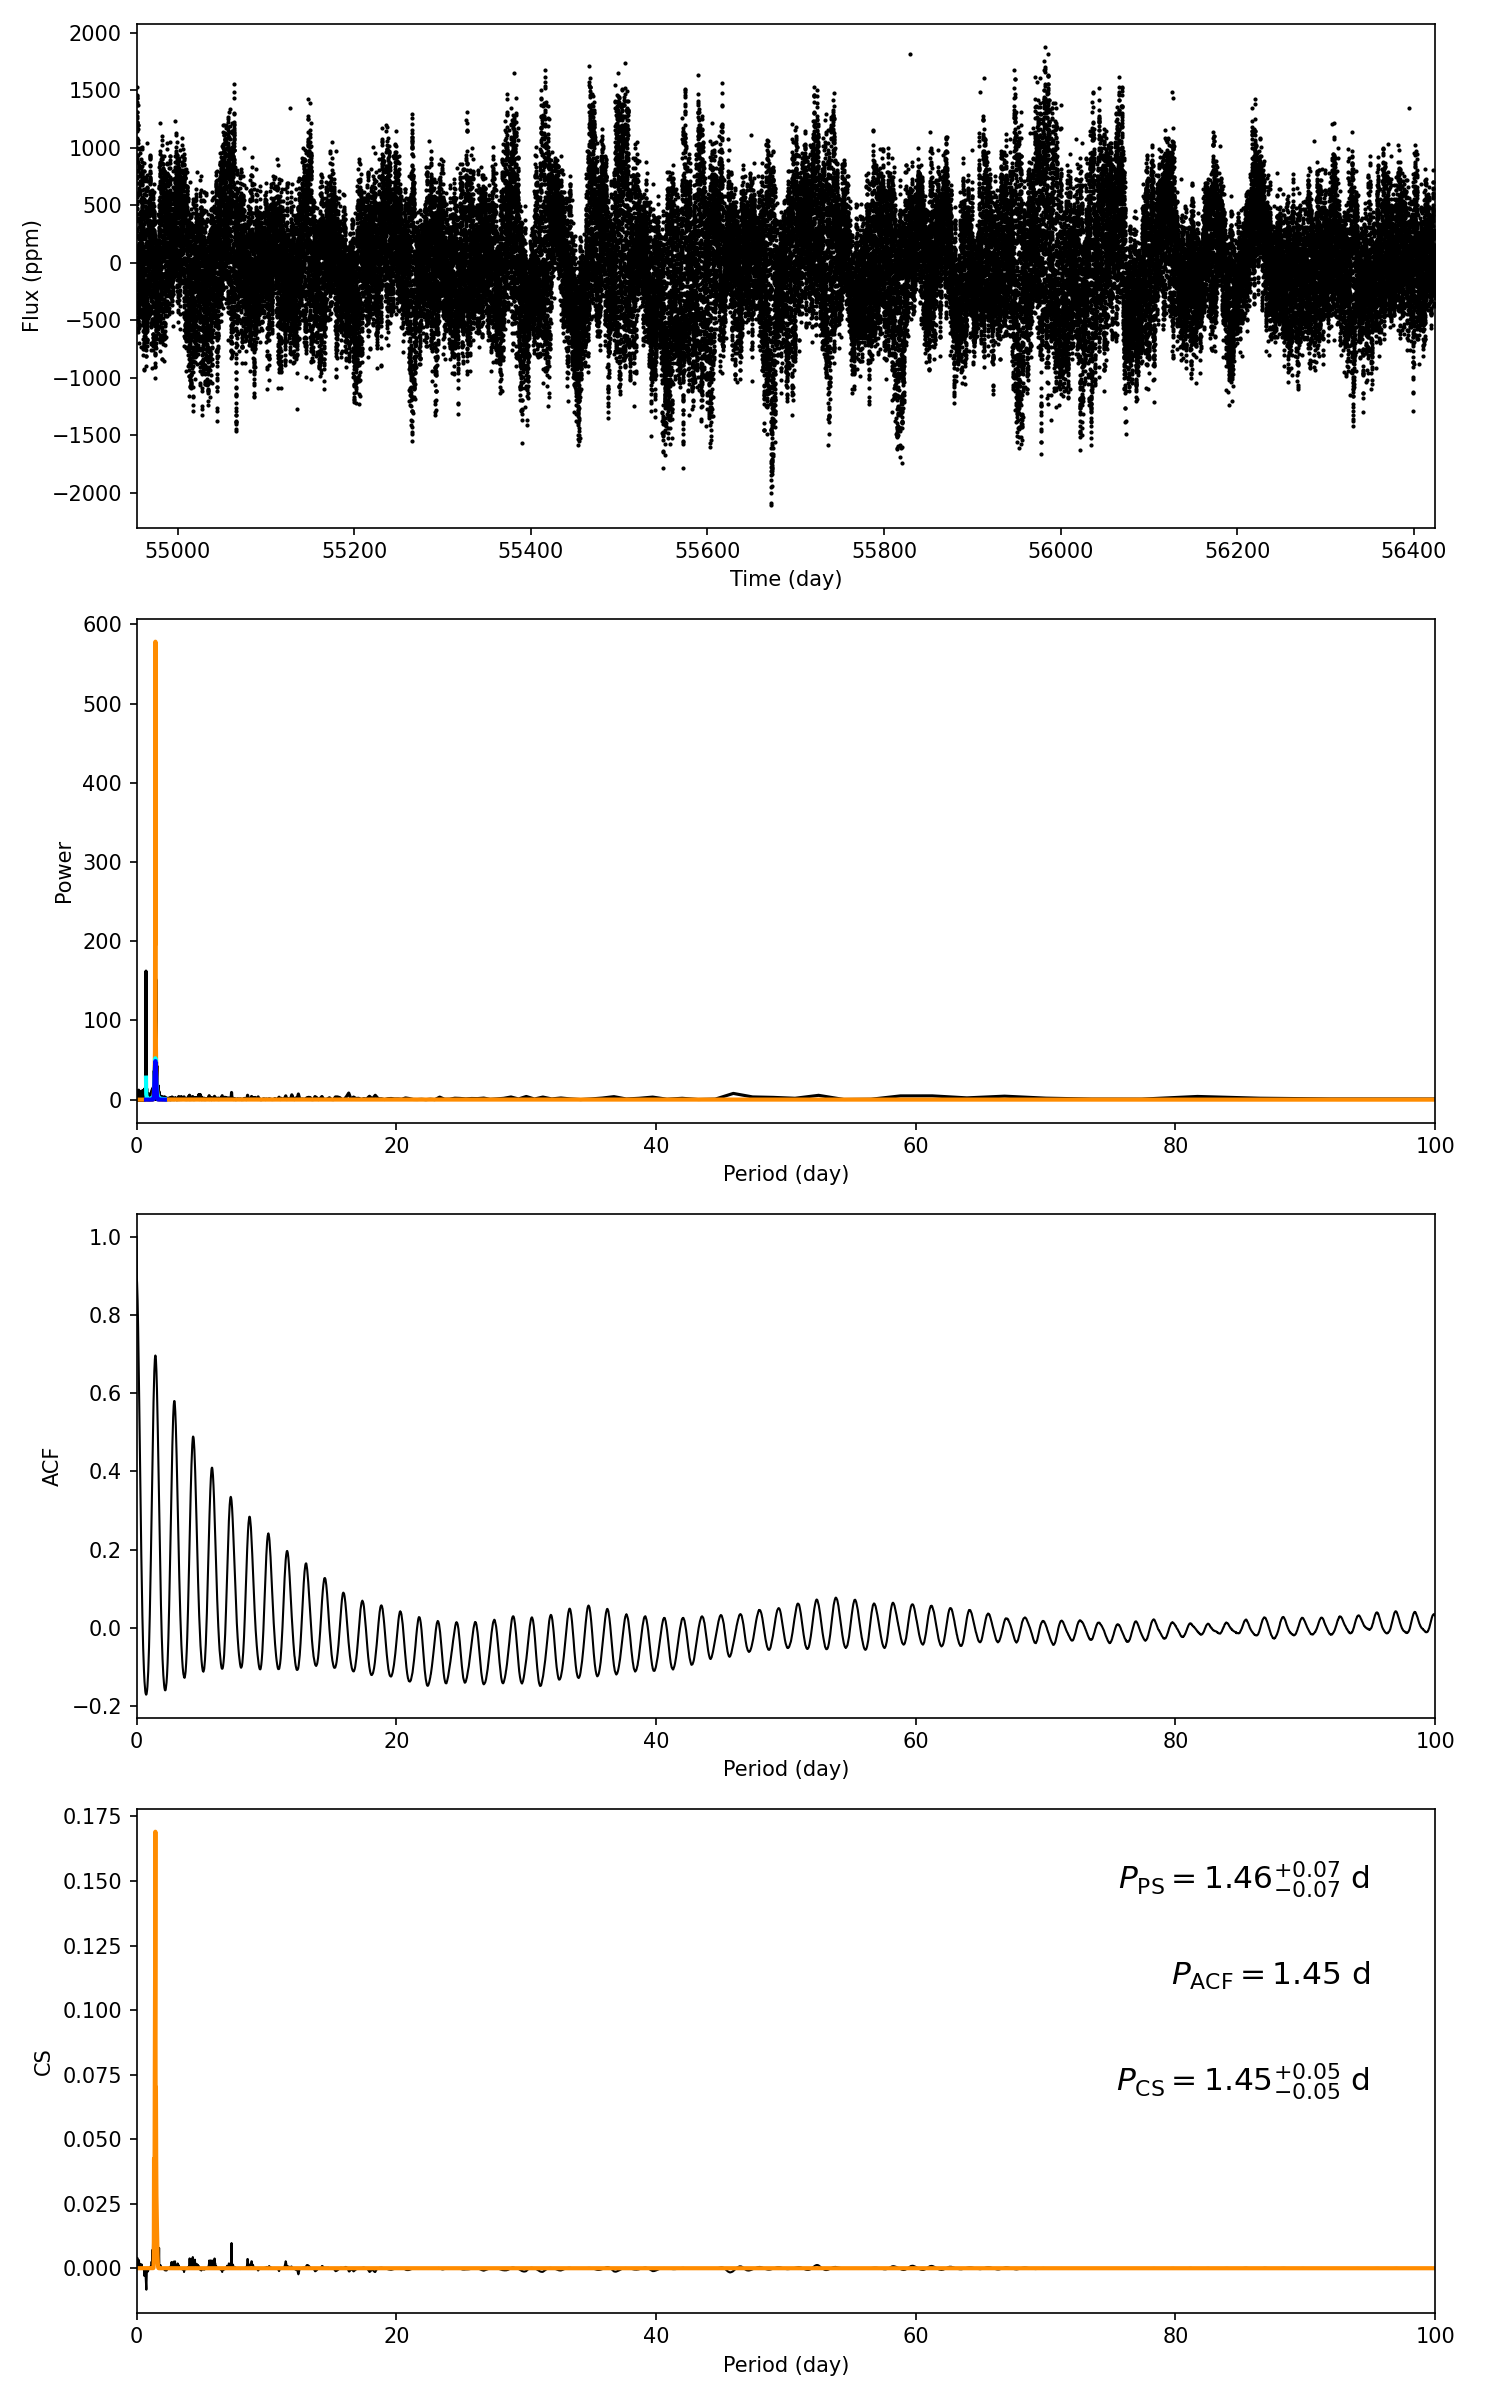 2000
1500
1000
500
0
−500
−1000
−1500
−2000
Flux (ppm)
55000 55200 55400 55600 55800 56000 56200 56400
Time (day)
600
500
400
300
200
100
0
Power
0 20 40 60 80 100
Period (day)
1.0
0.8
0.6
0.4
0.2
0.0
−0.2
ACF
0 20 40 60 80 100
Period (day)
0.175
0.150
0.125
0.100
0.075
0.050
0.025
0.000
CS
P_PS = 1.46^{+0.07}_{−0.07} d
P_ACF = 1.45 d
P_CS = 1.45^{+0.05}_{−0.05} d
0 20 40 60 80 100
Period (day)